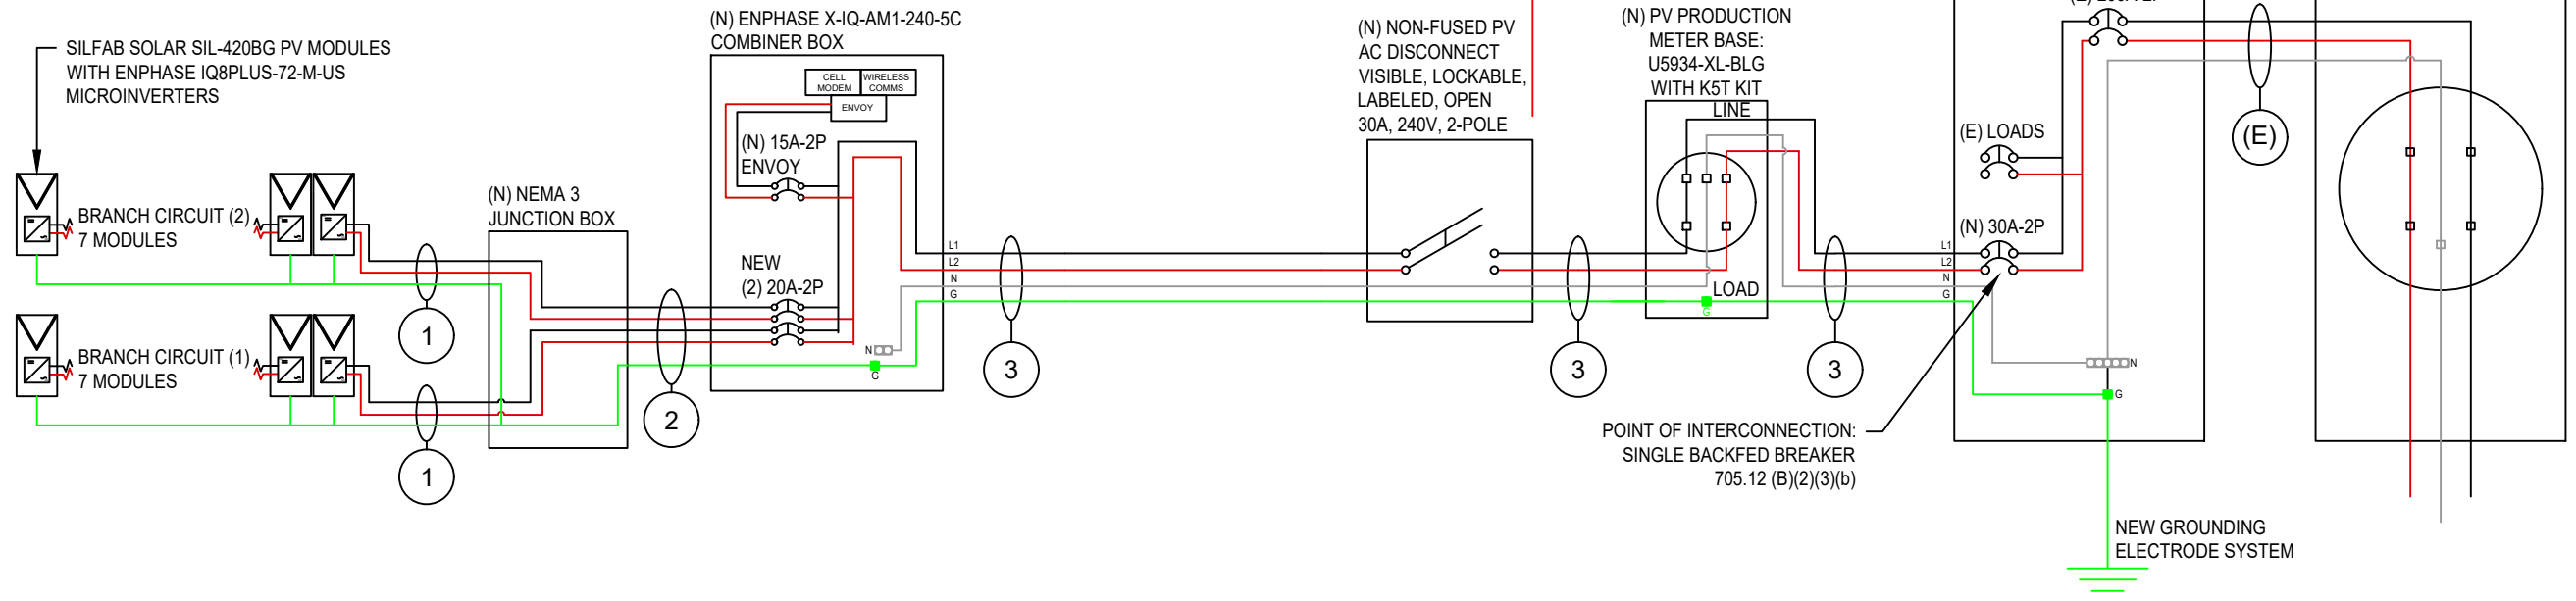 SILFAB SOLAR SIL-420BG PV MODULES
WITH ENPHASE IQ8PLUS-72-M-US
MICROINVERTERS
BRANCH CIRCUIT (2)
7 MODULES
BRANCH CIRCUIT (1)
7 MODULES
1
1
(N) NEMA 3
JUNCTION BOX
2
(N) ENPHASE X-IQ-AM1-240-5C
COMBINER BOX
CELL
MODEM
WIRELESS
COMMS
ENVOY
(N) 15A-2P
ENVOY
NEW
(2) 20A-2P
N
G
L1
L2
N
G
3
(N) NON-FUSED PV
AC DISCONNECT
VISIBLE, LOCKABLE,
LABELED, OPEN
30A, 240V, 2-POLE
3
(N) PV PRODUCTION
METER BASE:
U5934-XL-BLG
WITH K5T KIT
LINE
LOAD
G
3
L1
L2
N
G
(E) LOADS
(N) 30A-2P
N
G
POINT OF INTERCONNECTION:
SINGLE BACKFED BREAKER
705.12 (B)(2)(3)(b)
(E)
NEW GROUNDING
ELECTRODE SYSTEM